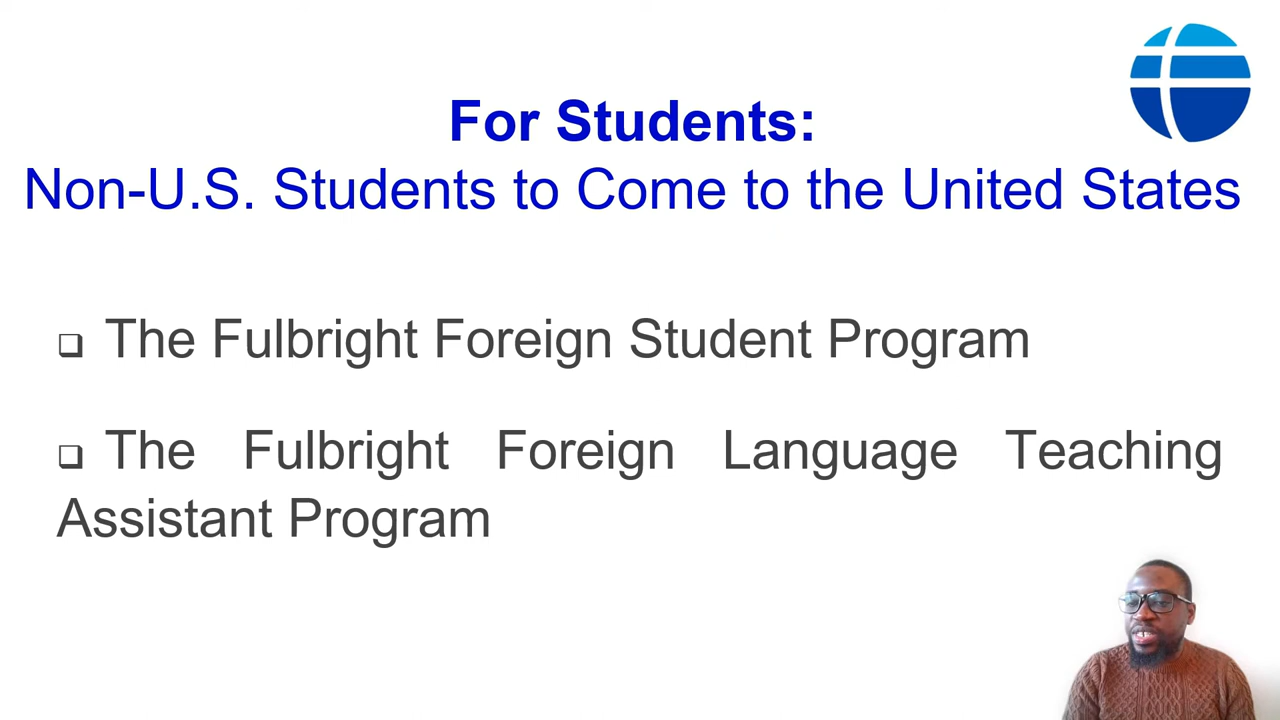 For Students:
Non-U.S. Students to Come to the United States
❑ The Fulbright Foreign Student Program
❑ The Fulbright Foreign Language Teaching
Assistant Program